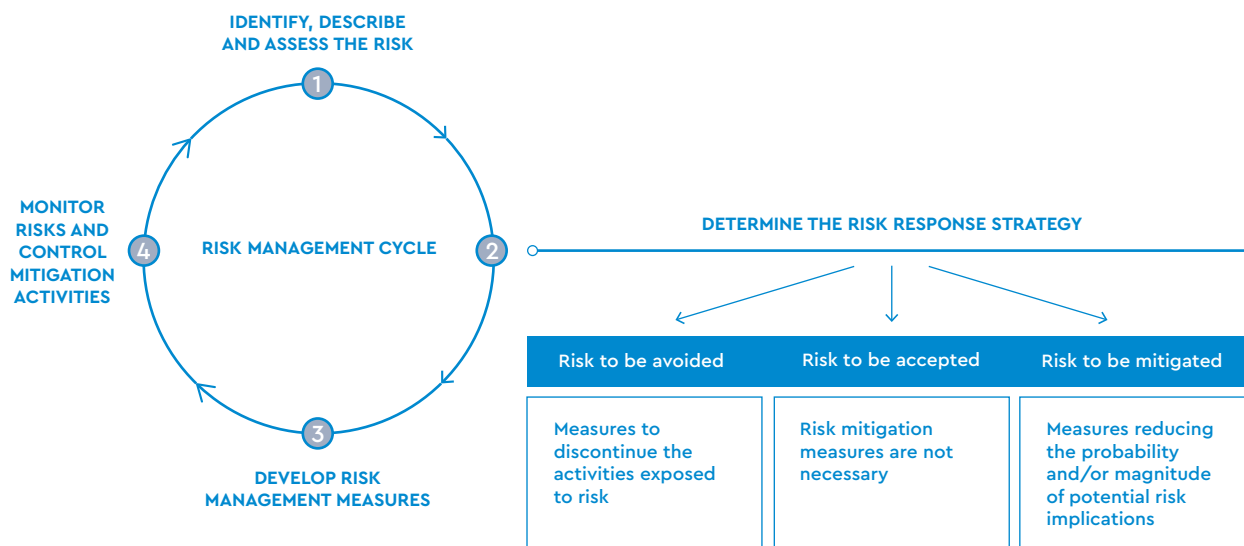 IDENTIFY, DESCRIBE
AND ASSESS THE RISK
1
MONITOR
RISKS AND
CONTROL
MITIGATION
ACTIVITIES
4
RISK MANAGEMENT CYCLE
2
3
DEVELOP RISK
MANAGEMENT MEASURES
DETERMINE THE RISK RESPONSE STRATEGY
Risk to be avoided
Risk to be accepted
Risk to be mitigated
Measures to
discontinue the
activities exposed
to risk
Risk mitigation
measures are not
necessary
Measures reducing
the probability
and/or magnitude
of potential risk
implications